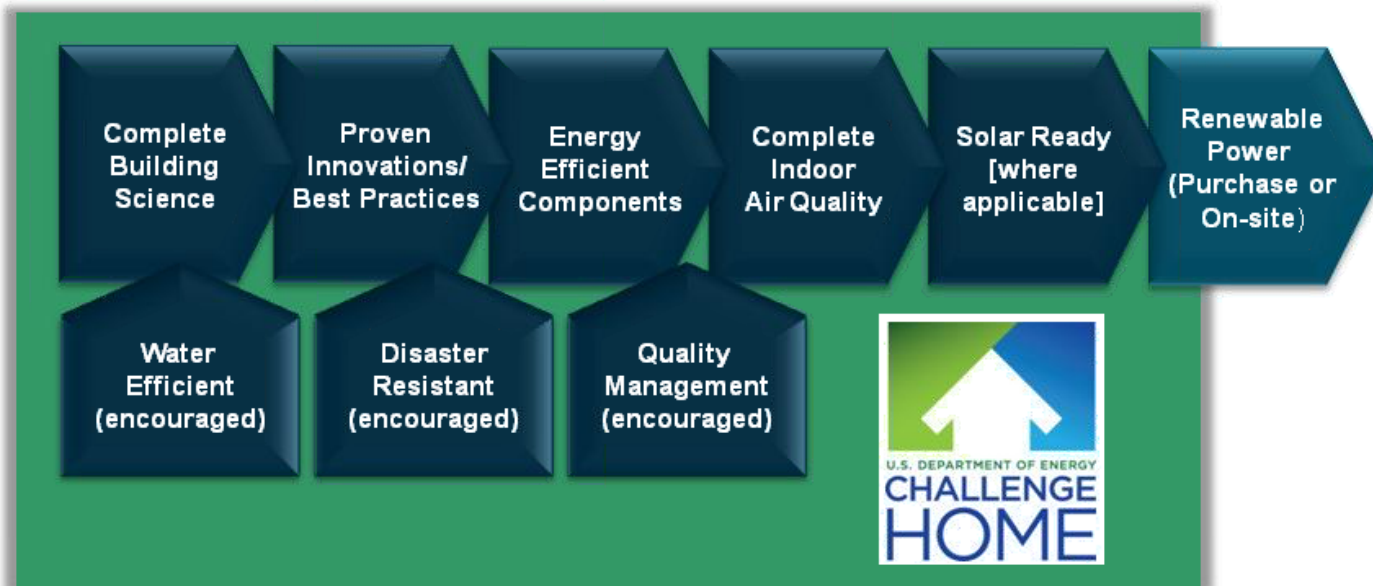 Complete
Building
Science
Proven
Innovations/
Best Practices
Energy
Efficient
Components
Complete
Indoor
Air Quality
Solar Ready
[where
applicable]
Renewable
Power
(Purchase or
On-site)
Water
Efficient
(encouraged)
Disaster
Resistant
(encouraged)
Quality
Management
(encouraged)
U.S. DEPARTMENT OF ENERGY
CHALLENGE
HOME